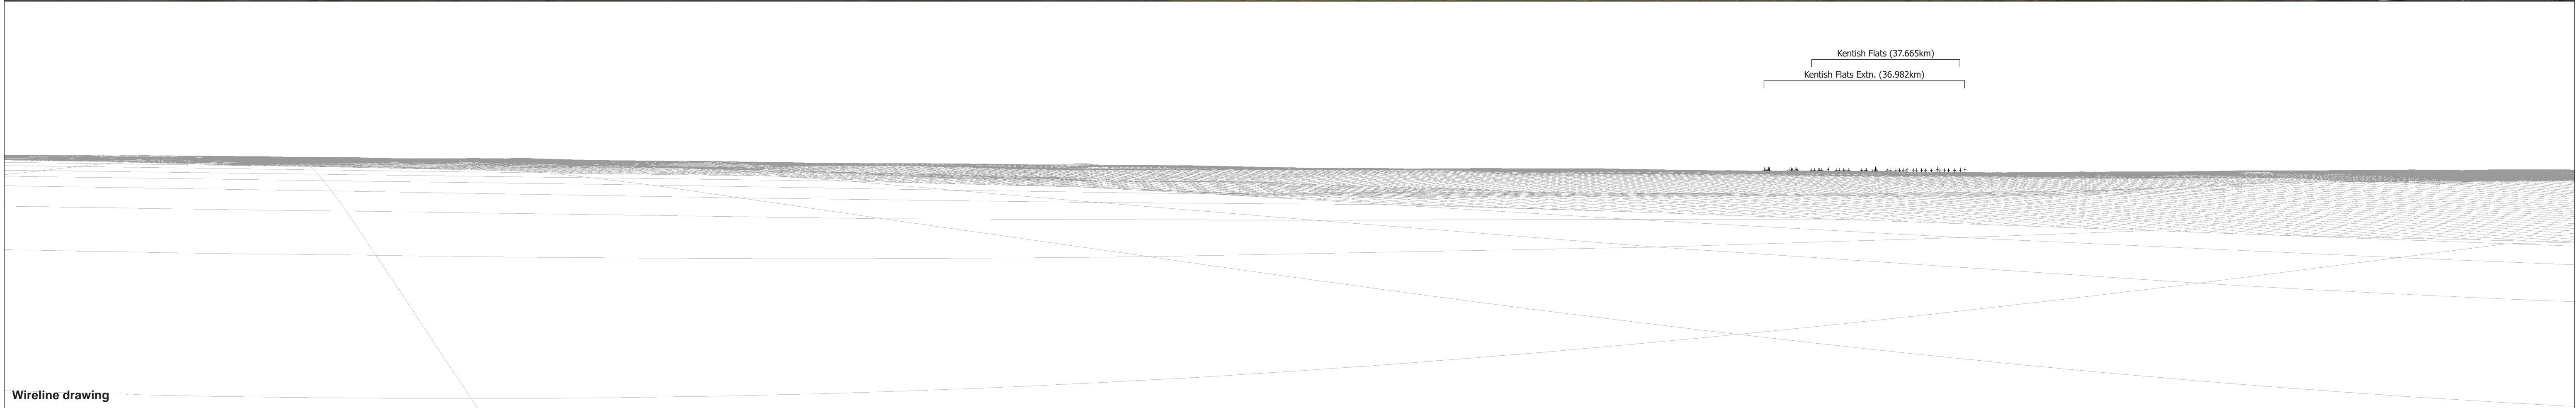 Kentish Flats (37.665km)
Kentish Flats Extn. (36.982km)
Wireline drawing